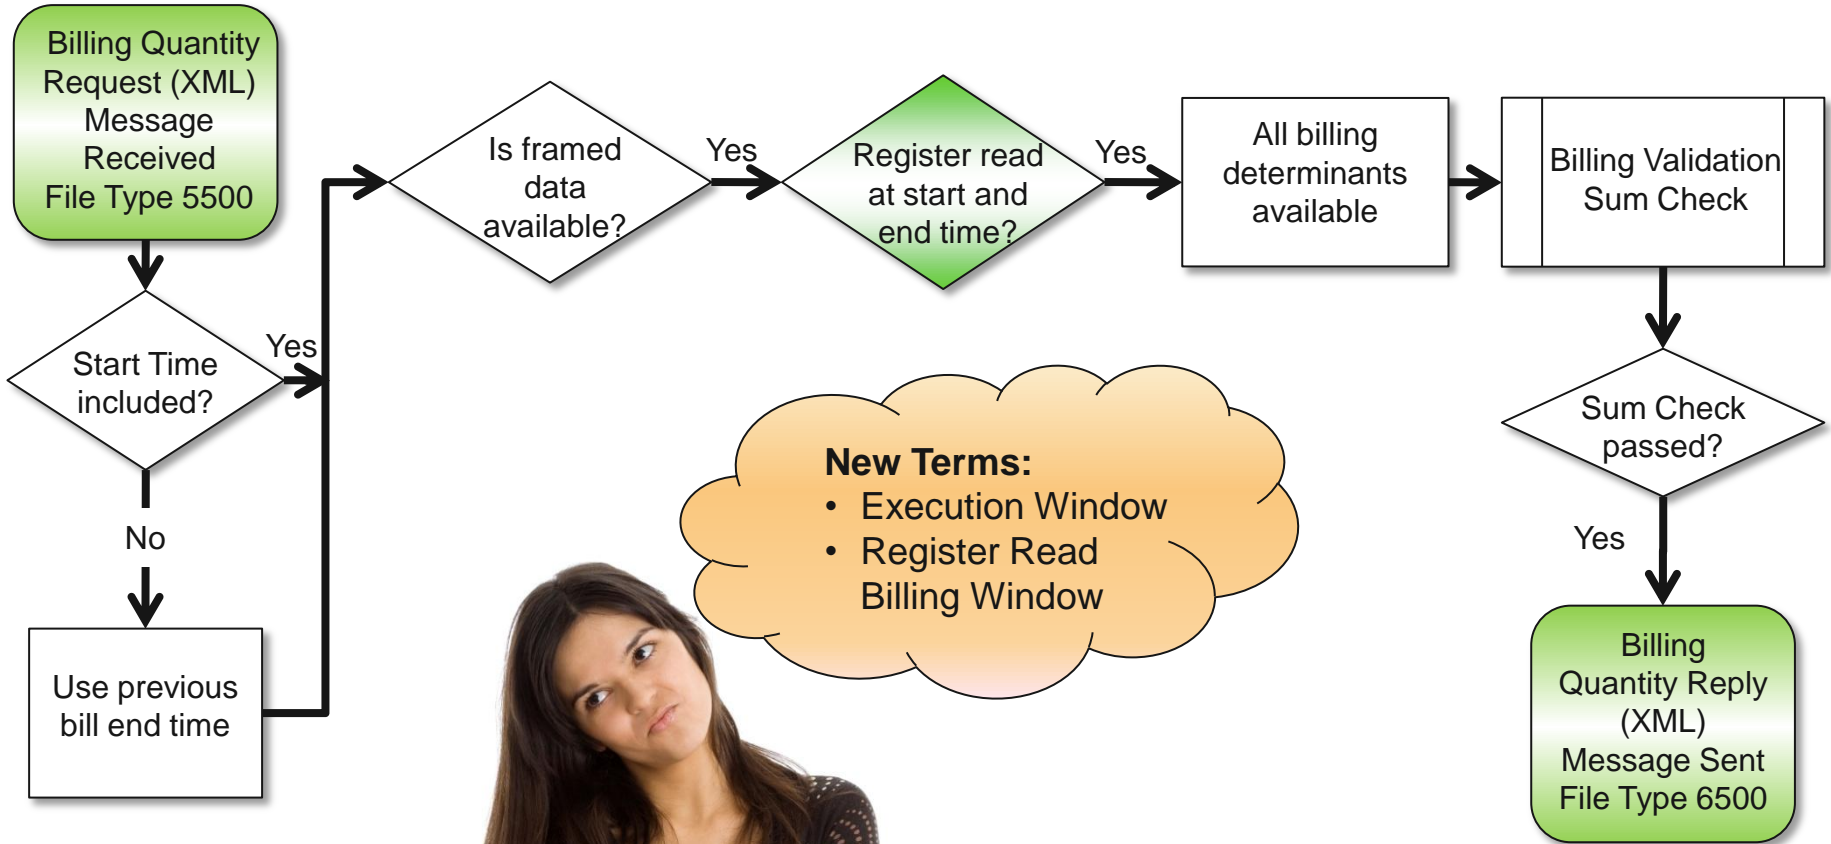 Billing Quantity
Request (XML)
Message
Received
File Type 5500
Start Time
included?
Yes
No
Use previous
bill end time
Is framed
data
available?
Yes
Register read
at start and
end time?
Yes
All billing
determinants
available
Billing Validation
Sum Check
Sum Check
passed?
Yes
Billing
Quantity Reply
(XML)
Message Sent
File Type 6500
New Terms:
• Execution Window
• Register Read
Billing Window